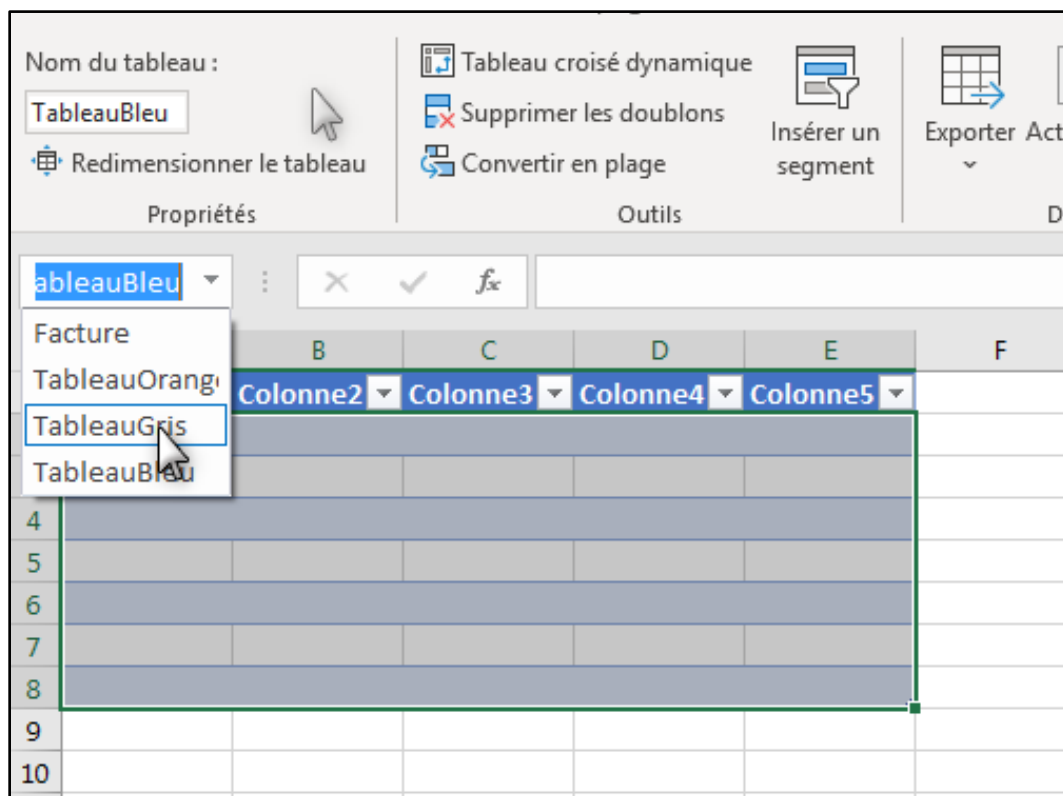 Nom du tableau :
TableauBleu
Redimensionner le tableau
Propriétés
Tableau croisé dynamique
Supprimer les doublons
Convertir en plage
Insérer un
segment
Outils
Exporter Act
D
ableauBleu
fx
Facture
TableauOrang
TableauGris
TableauBleu
B C D E F
Colonne2 Colonne3 Colonne4 Colonne5
4
5
6
7
8
9
10